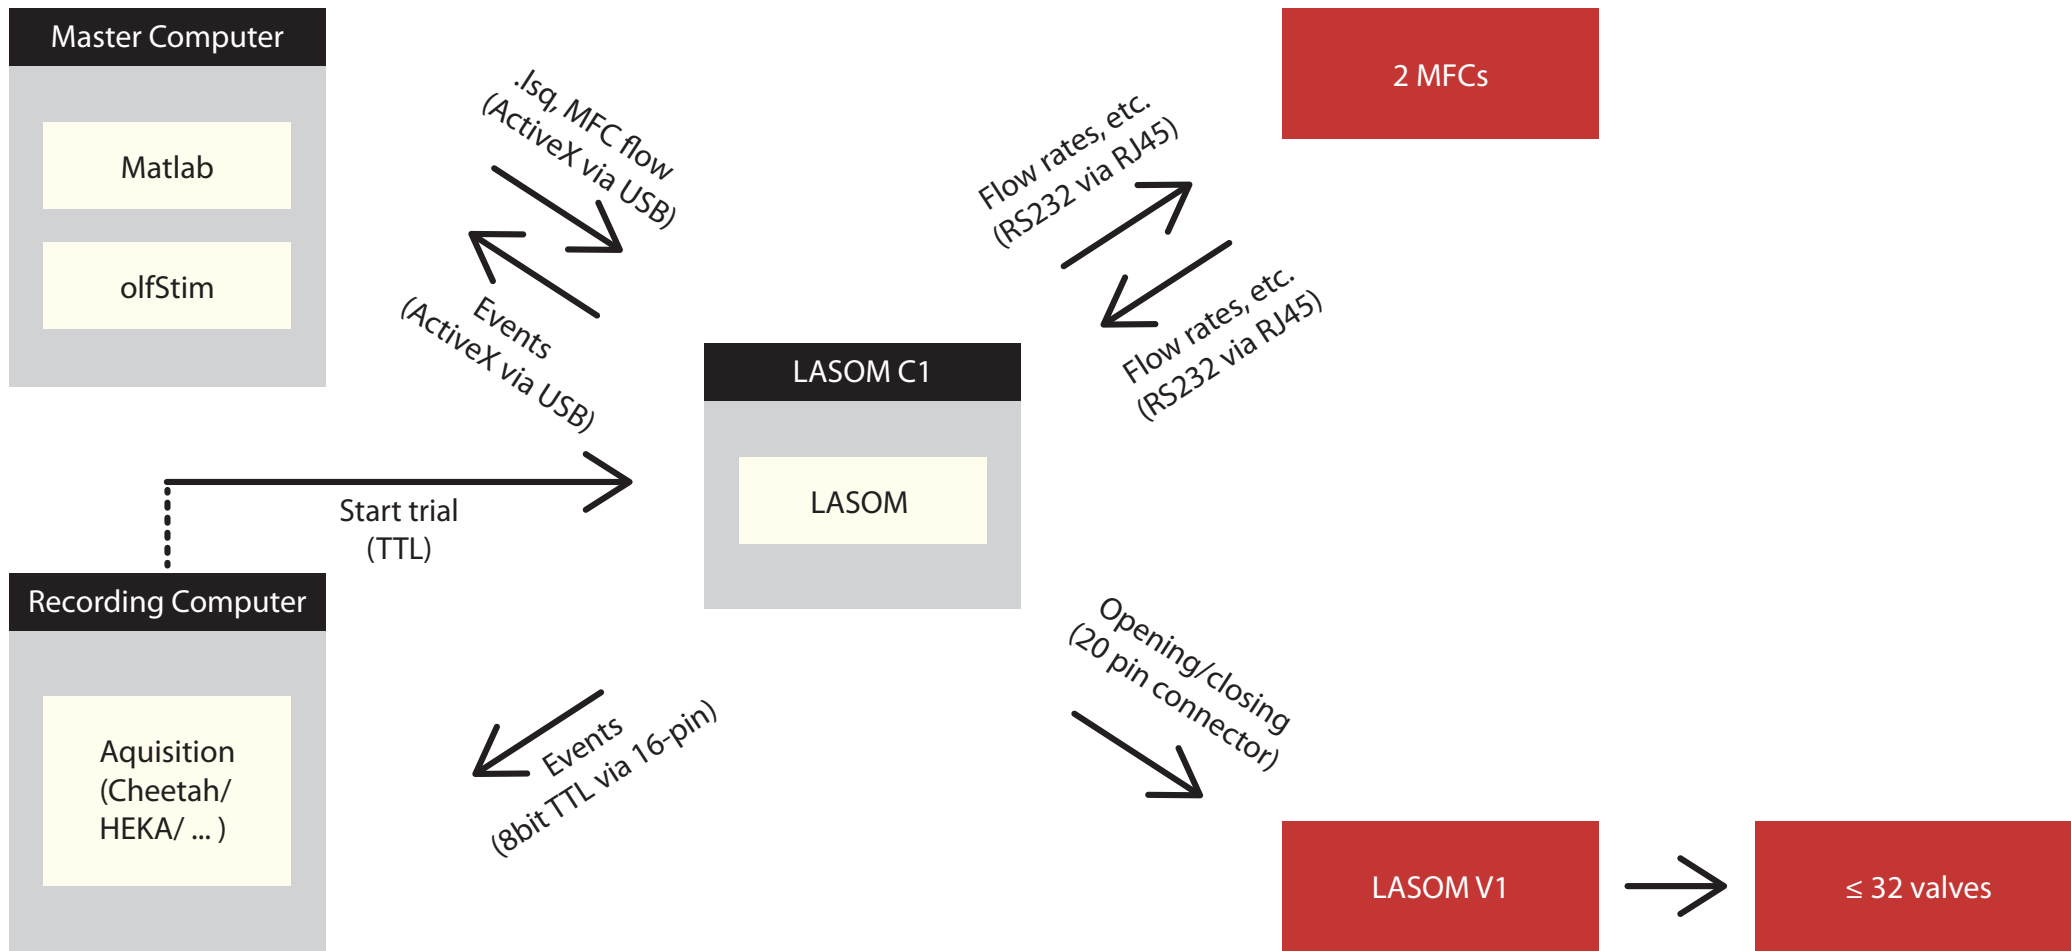 Master Computer
Matlab
olfStim
.lsq, MFC flow
(ActiveX via USB)
Events
(ActiveX via USB)
2 MFCs
Flow rates, etc.
(RS232 via RJ45)
Flow rates, etc.
(RS232 via RJ45)
LASOM C1
LASOM
Start trial
(TTL)
Recording Computer
Aquisition
(Cheetah/
HEKA/ ... )
Events
(8bit TTL via 16-pin)
Opening/closing
(20 pin connector)
LASOM V1
≤ 32 valves